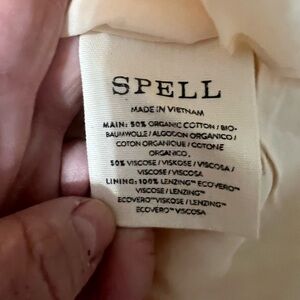 SPELL
MADE IN VIETNAM
MAIN: 50% ORGANIC COTTON / BIO-
BAUMWOLLE / ALGODON ORGANICO /
COTON ORGANIQUE / COTONE
ORGANICO,
50% VISCOSE / VISKOSE / VISCOSA /
VISCOSE / VISCOSA
LINING: 100% LENZING™ ECOVERO™
VISCOSE / LENZING™
ECOVERO™ VISKOSE / LENZING™
ECOVERO™ VISCOSA